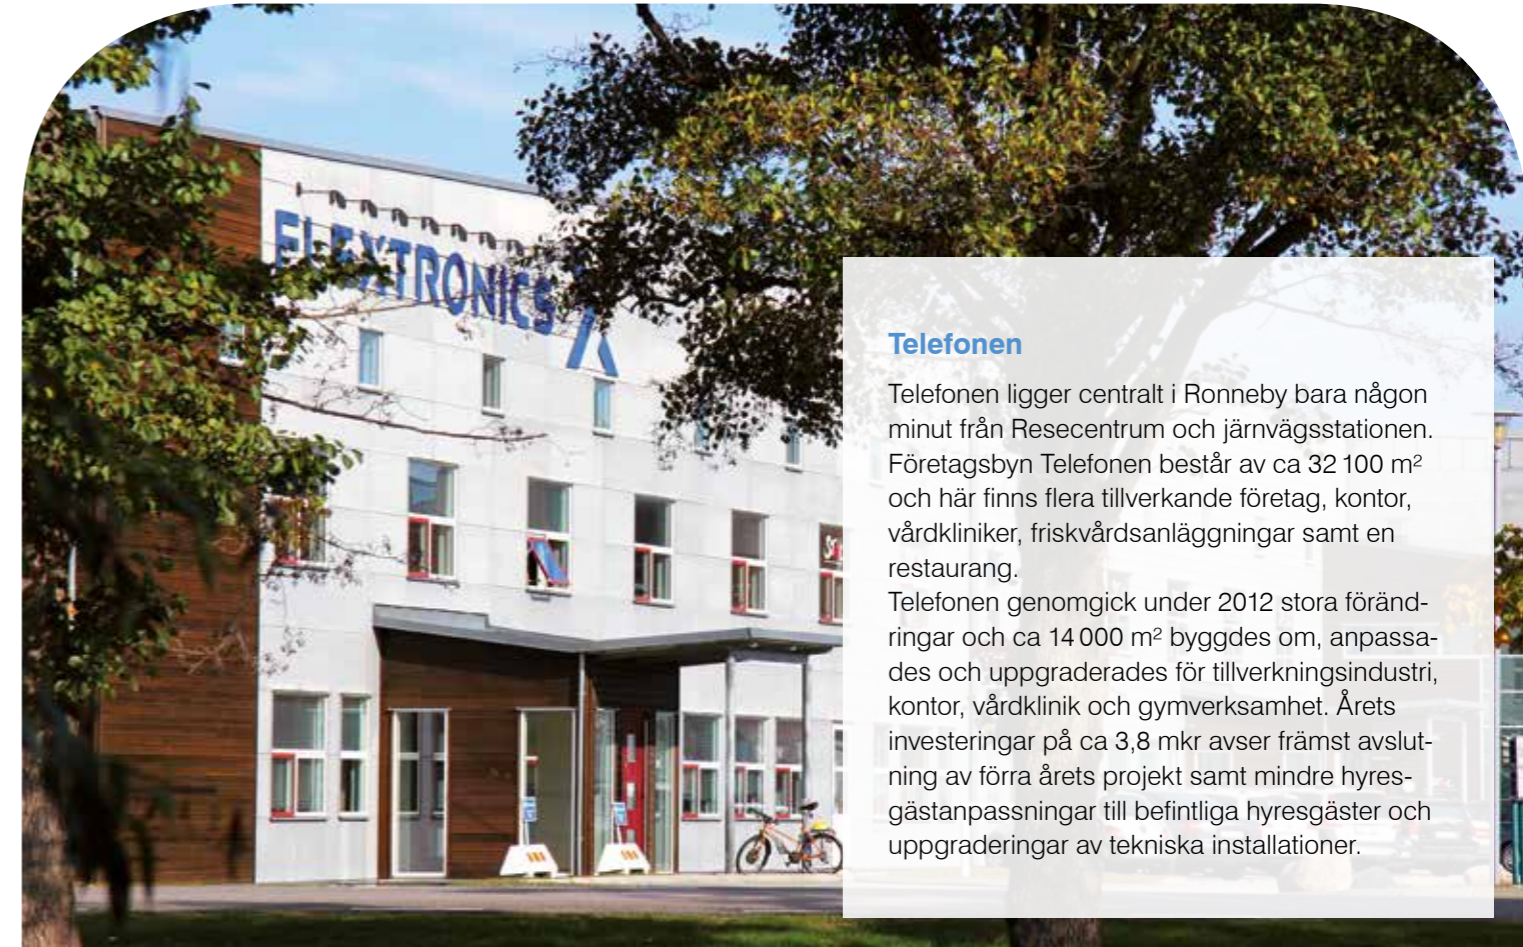 FLEXTRONICS
Telefonen
Telefonen ligger centralt i Ronneby bara någon
minut från Resecentrum och järnvägsstationen.
Företagsbyn Telefonen består av ca 32 100 m²
och här finns flera tillverkande företag, kontor,
vårdkliniker, friskvårdsanläggningar samt en
restaurang.
Telefonen genomgick under 2012 stora föränd-
ringar och ca 14 000 m² byggdes om, anpassa-
des och uppgraderades för tillverkningsindustri,
kontor, vårdklinik och gymverksamhet. Årets
investeringar på ca 3,8 mkr avser främst avslut-
ning av förra årets projekt samt mindre hyres-
gästanpassningar till befintliga hyresgäster och
uppgraderingar av tekniska installationer.